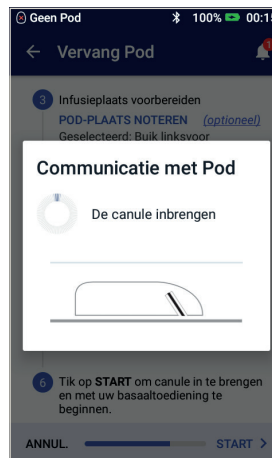 Geen Pod 100% 00:15
Vervang Pod
1
3 Infusieplaats voorbereiden
POD-PLAATS NOTEREN (optioneel)
Geselecteerd: Buik linksvoor
Communicatie met Pod
De canule inbrengen
6 Tik op START om canule in te brengen
en met uw basaaltoediening te
beginnen.
ANNUL. START